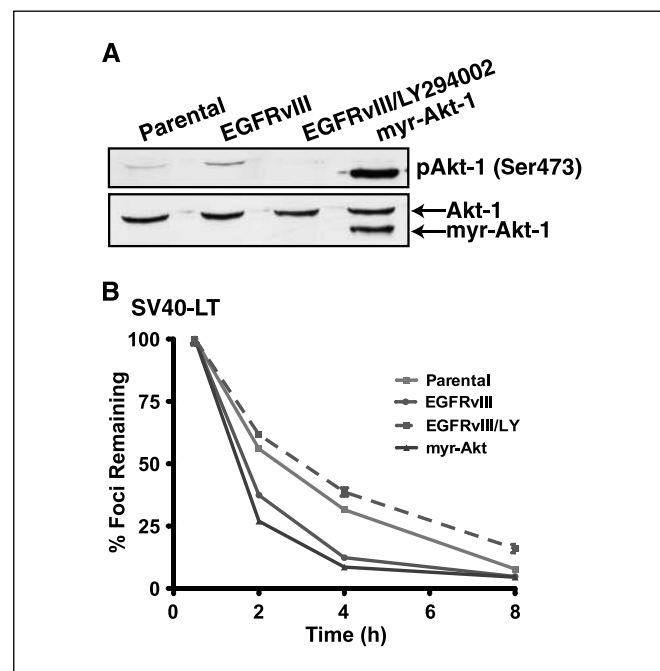 A
Parental
EGFRvIII
EGFRvIII/LY294002
myr-Akt-1
pAkt-1 (Ser473)
Akt-1
myr-Akt-1
B
SV40-LT
100
75
50
25
0
% Foci Remaining
Parental
EGFRvIII
EGFRvIII/LY
myr-Akt
0 2 4 6 8
Time (h)